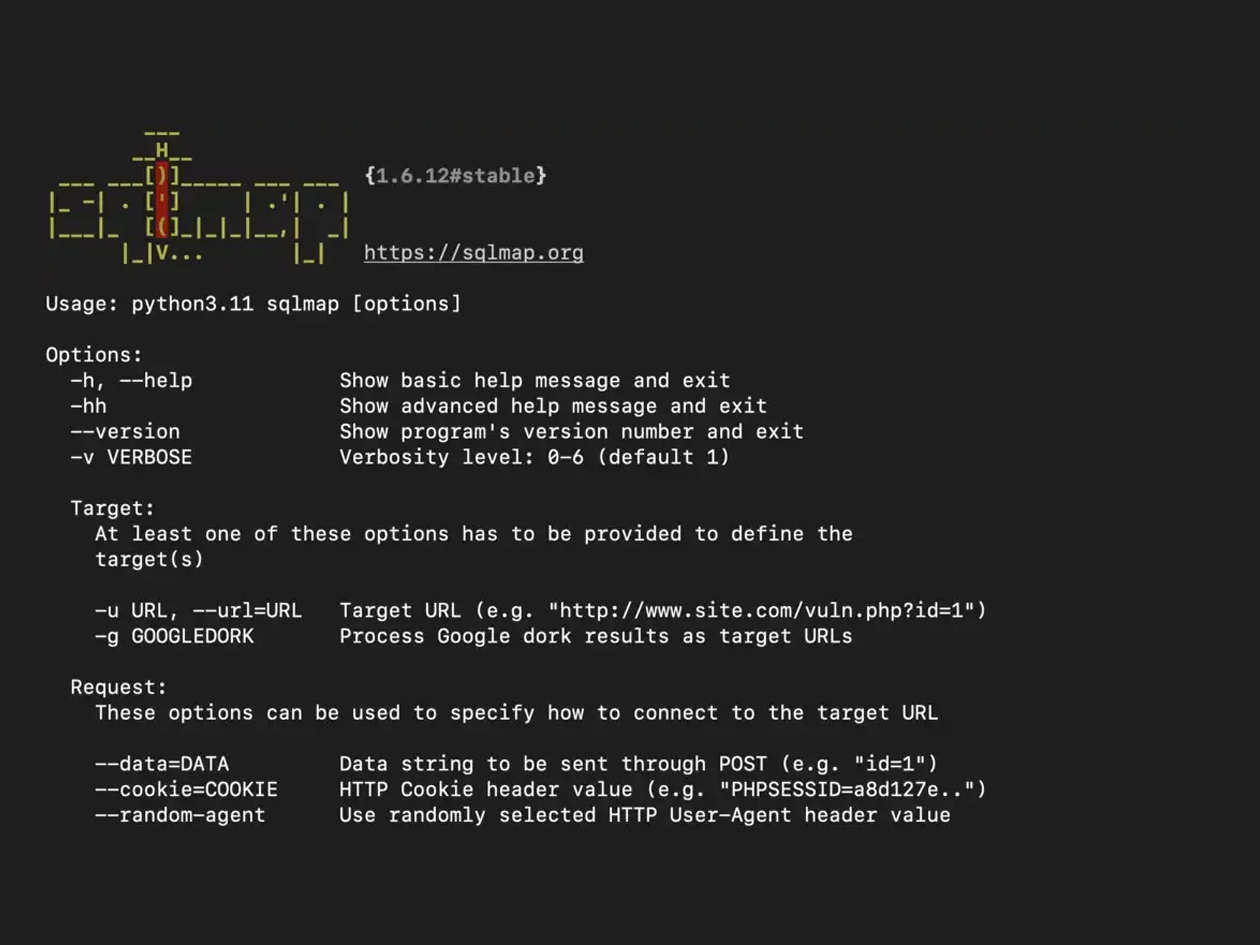 ___
__H__
___ ___[)]_____ ___ ___  {1.6.12#stable}
|_ -| . [']     | .'| . |
|___|_  [(]_|_|_|__,|  _|
|_|V...       |_|  https://sqlmap.org
Usage: python3.11 sqlmap [options]
Options:
-h, --help            Show basic help message and exit
-hh                   Show advanced help message and exit
--version             Show program's version number and exit
-v VERBOSE            Verbosity level: 0-6 (default 1)
Target:
At least one of these options has to be provided to define the
target(s)
-u URL, --url=URL   Target URL (e.g. "http://www.site.com/vuln.php?id=1")
-g GOOGLEDORK       Process Google dork results as target URLs
Request:
These options can be used to specify how to connect to the target URL
--data=DATA         Data string to be sent through POST (e.g. "id=1")
--cookie=COOKIE     HTTP Cookie header value (e.g. "PHPSESSID=a8d127e..")
--random-agent      Use randomly selected HTTP User-Agent header value